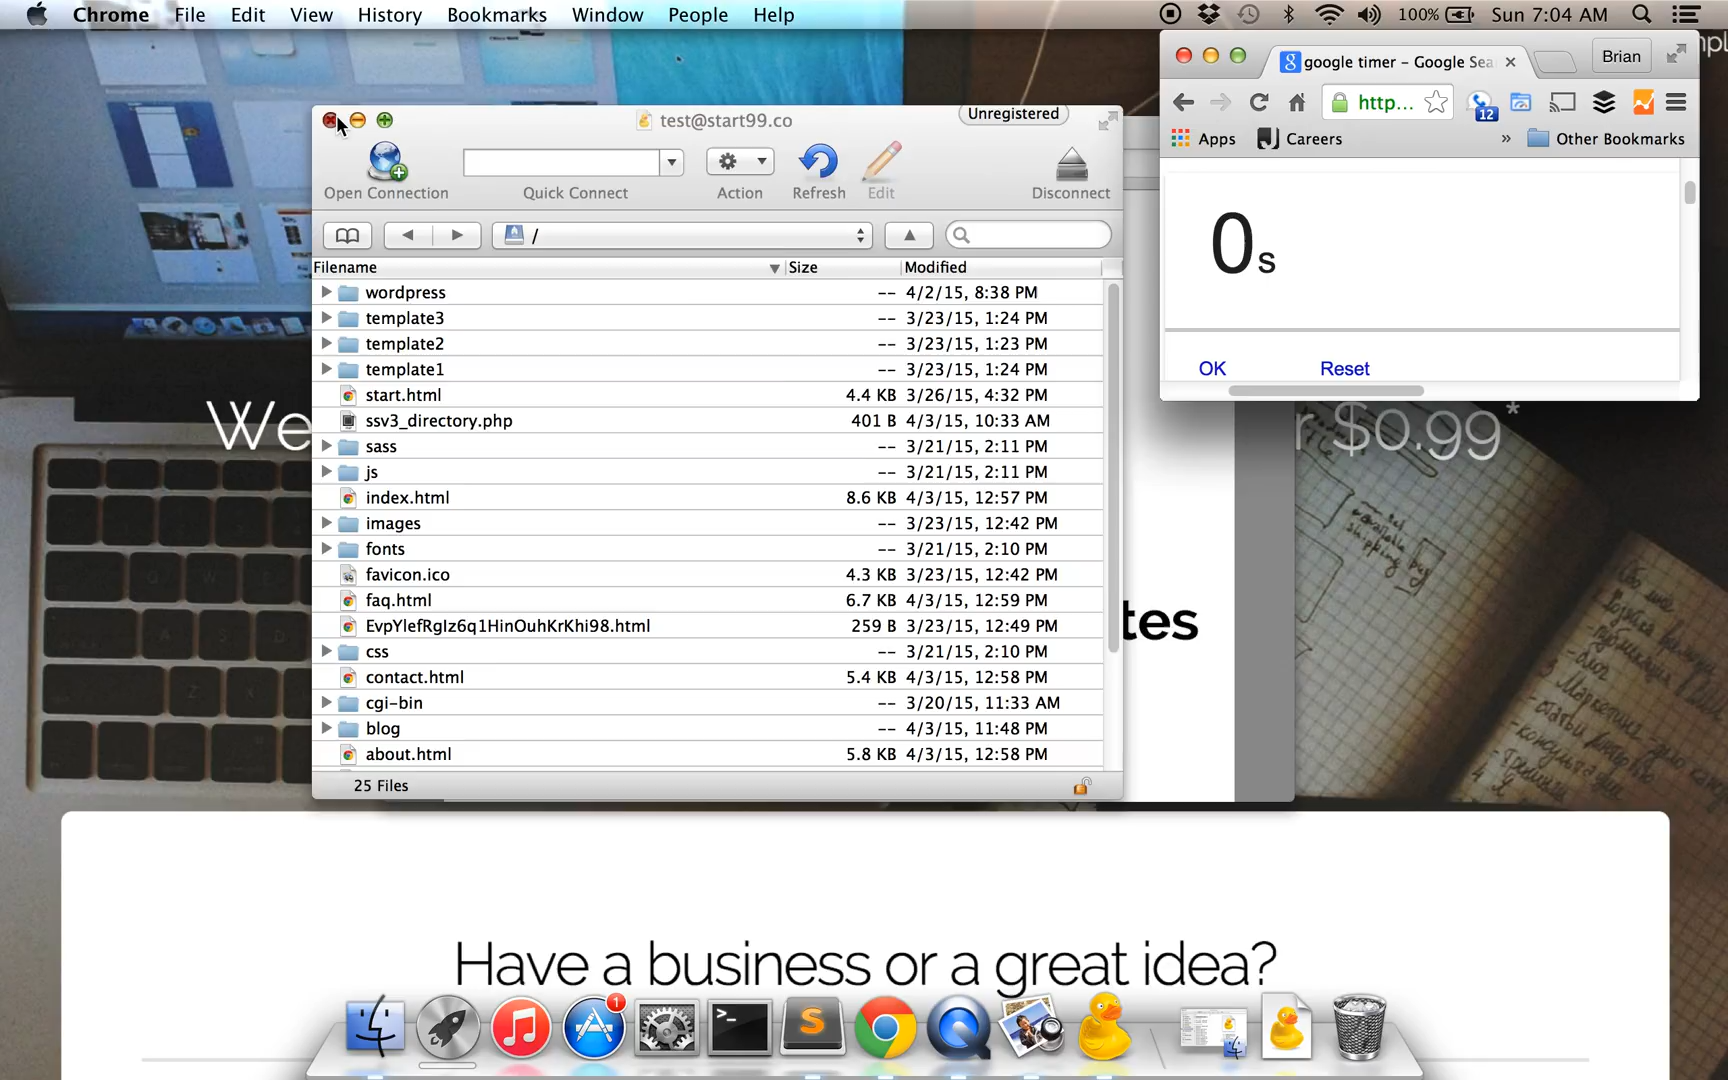 Chrome File Edit View History Bookmarks Window People Help
100% Sun 7:04 AM
test@start99.co
Unregistered
Open Connection
Quick Connect
Action
Refresh
Edit
Disconnect
/
Filename Size Modified
wordpress -- 4/2/15, 8:38 PM
template3 -- 3/23/15, 1:24 PM
template2 -- 3/23/15, 1:23 PM
template1 -- 3/23/15, 1:24 PM
start.html 4.4 KB 3/26/15, 4:32 PM
ssv3_directory.php 401 B 4/3/15, 10:33 AM
sass -- 3/21/15, 2:11 PM
js -- 3/21/15, 2:11 PM
index.html 8.6 KB 4/3/15, 12:57 PM
images -- 3/23/15, 12:42 PM
fonts -- 3/21/15, 2:10 PM
favicon.ico 4.3 KB 3/23/15, 12:42 PM
faq.html 6.7 KB 4/3/15, 12:59 PM
EvpYlefRgIz6q1HinOuhKrKhi98.html 259 B 3/23/15, 12:49 PM
css -- 3/21/15, 2:10 PM
contact.html 5.4 KB 4/3/15, 12:58 PM
cgi-bin -- 3/20/15, 11:33 AM
blog -- 4/3/15, 11:48 PM
about.html 5.8 KB 4/3/15, 12:58 PM
25 Files
google timer – Google Sea
Brian
http...
12
Apps
Careers
»
Other Bookmarks
0s
OK
Reset
We
r $0.99*
tes
Have a business or a great idea?
1